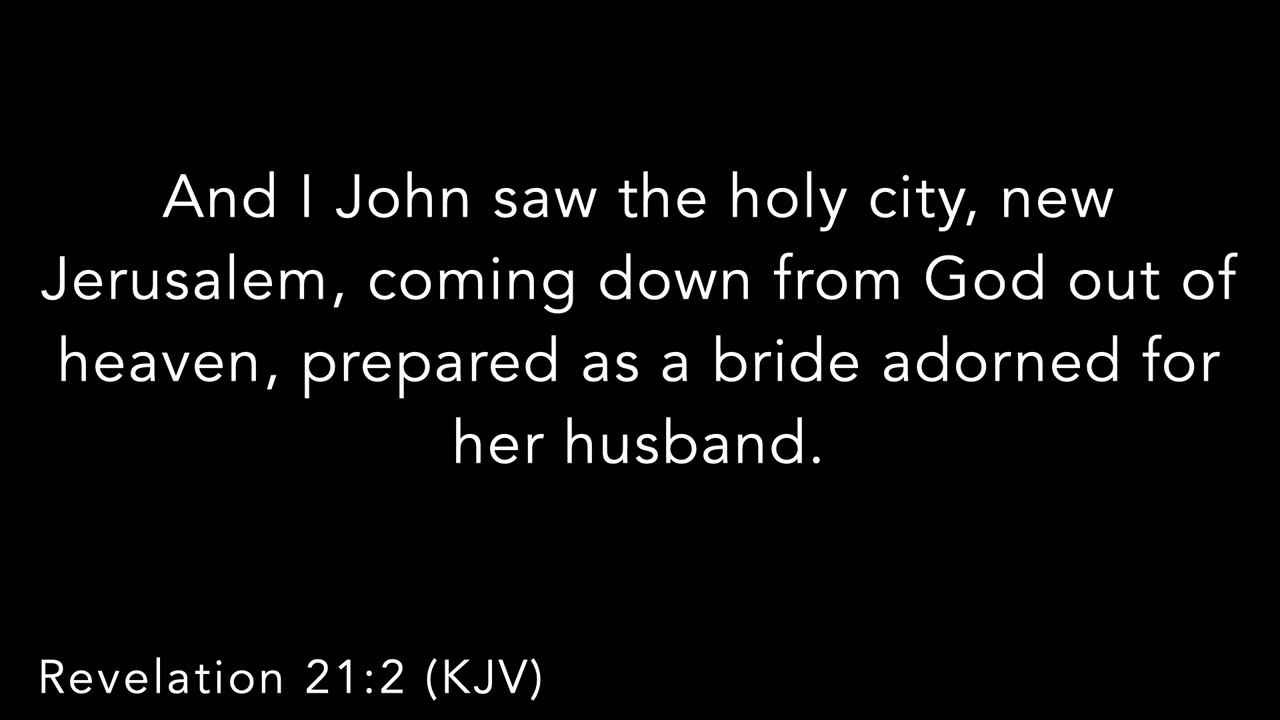 And I John saw the holy city, new
Jerusalem, coming down from God out of
heaven, prepared as a bride adorned for
her husband.
Revelation 21:2 (KJV)